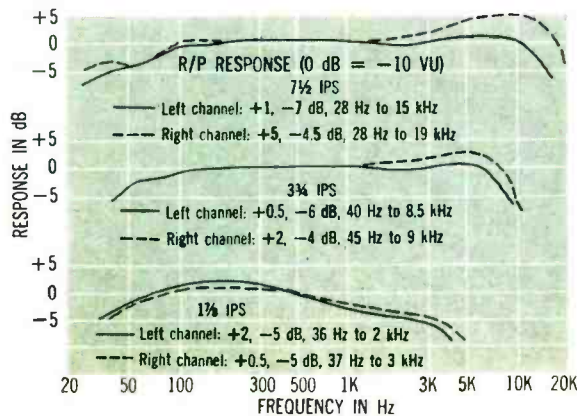 +5
0
-5
R/P RESPONSE (0 dB = -10 VU)
7½ IPS
Left channel: +1, -7 dB, 28 Hz to 15 kHz
Right channel: +5, -4.5 dB, 28 Hz to 19 kHz
RESPONSE IN dB
+5
0
-5
3¾ IPS
Left channel: +0.5, -6 dB, 40 Hz to 8.5 kHz
Right channel: +2, -4 dB, 45 Hz to 9 kHz
+5
0
-5
1⅞ IPS
Left channel: +2, -5 dB, 36 Hz to 2 kHz
Right channel: +0.5, -5 dB, 37 Hz to 3 kHz
20 50 100 300 500 1K 3K 5K 10K 20K
FREQUENCY IN Hz